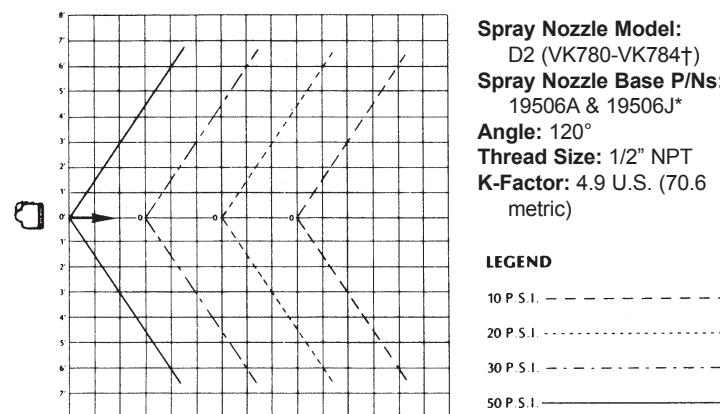 8'
6'
5'
4'
3'
2'
1'
0'
1'
2'
3'
4'
5'
6'
7'
0
0
0
Spray Nozzle Model:
D2 (VK780-VK784†)
Spray Nozzle Base P/Ns:
19506A & 19506J*
Angle: 120°
Thread Size: 1/2” NPT
K-Factor: 4.9 U.S. (70.6
metric)
LEGEND
10 P.S.I.
20 P.S.I.
30 P.S.I.
50 P.S.I.